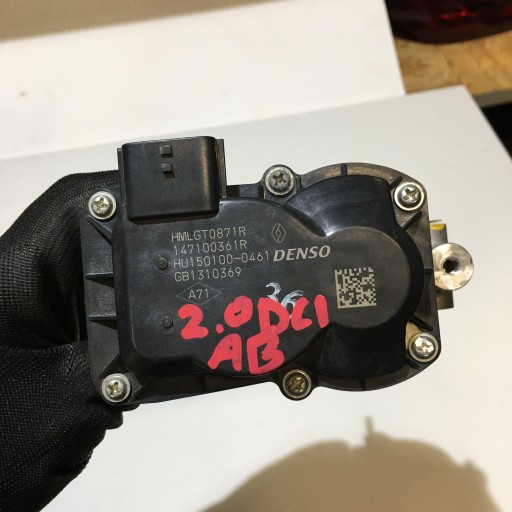 HMLGT0871R
147100361R
HU150100-0461 DENSO
GB1310369
A71
36
2.0DCI
AB